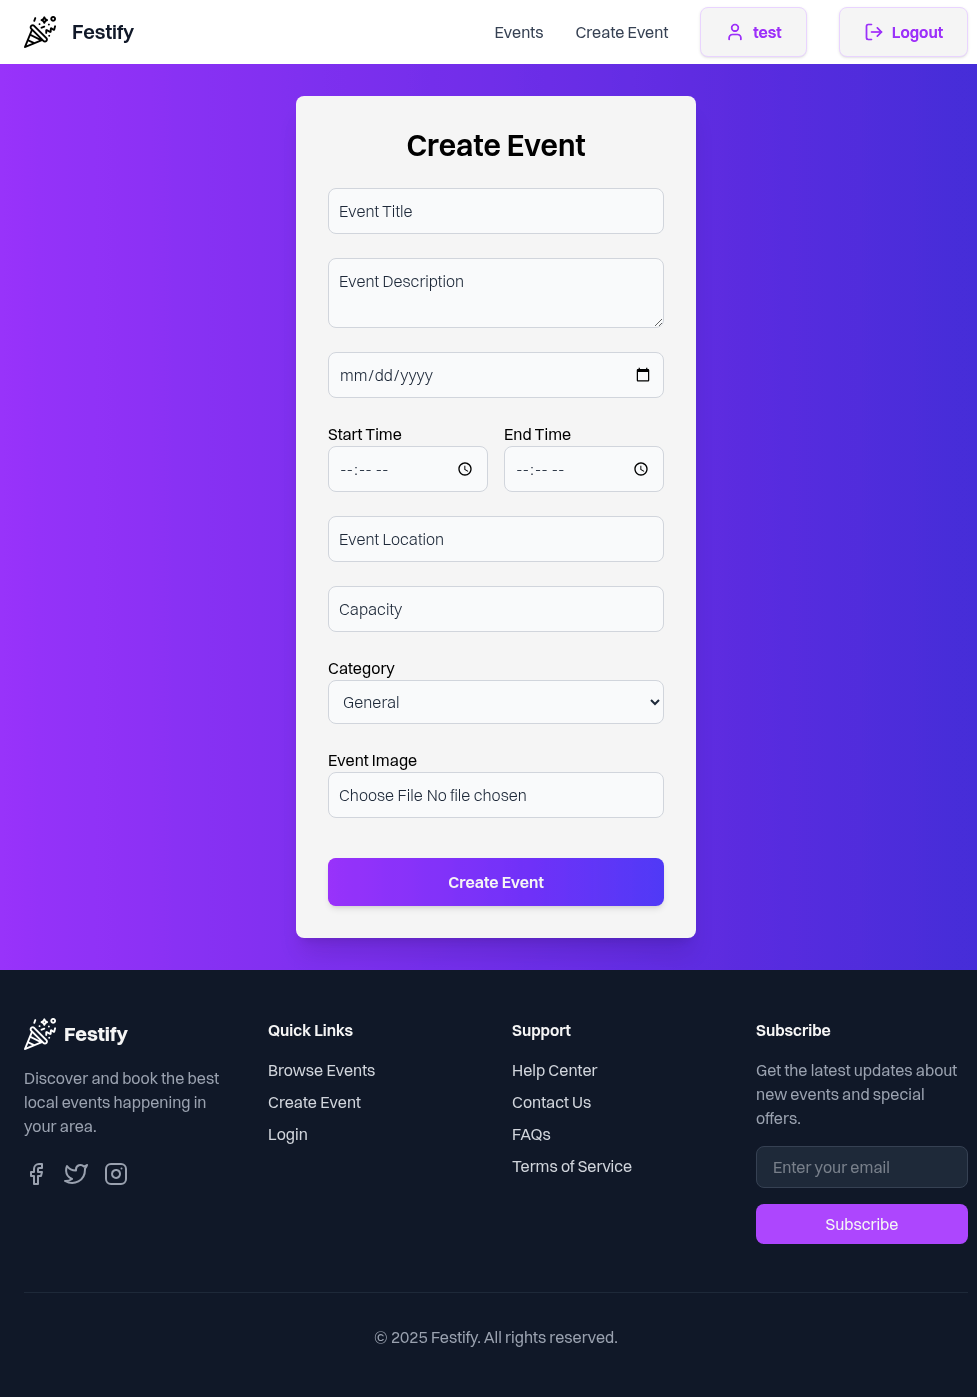 Festify
Events
Create Event
test
Logout
Create Event
Event Title
Event Description
mm/dd/yyyy
Start Time
End Time
--:-- --
--:-- --
Event Location
Capacity
Category
General
Event Image
Choose File No file chosen
Create Event
Festify
Discover and book the best
local events happening in
your area.
Quick Links
Browse Events
Create Event
Login
Support
Help Center
Contact Us
FAQs
Terms of Service
Subscribe
Get the latest updates about
new events and special
offers.
Enter your email
Subscribe
© 2025 Festify. All rights reserved.